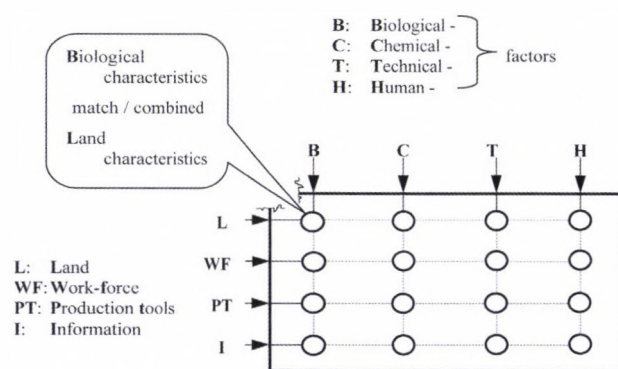 Biological
characteristics
match / combined
Land
characteristics
B: Biological -
C: Chemical -
T: Technical -
H: Human -
factors
B C T H
L
WF
PT
I
L: Land
WF: Work-force
PT: Production tools
I: Information